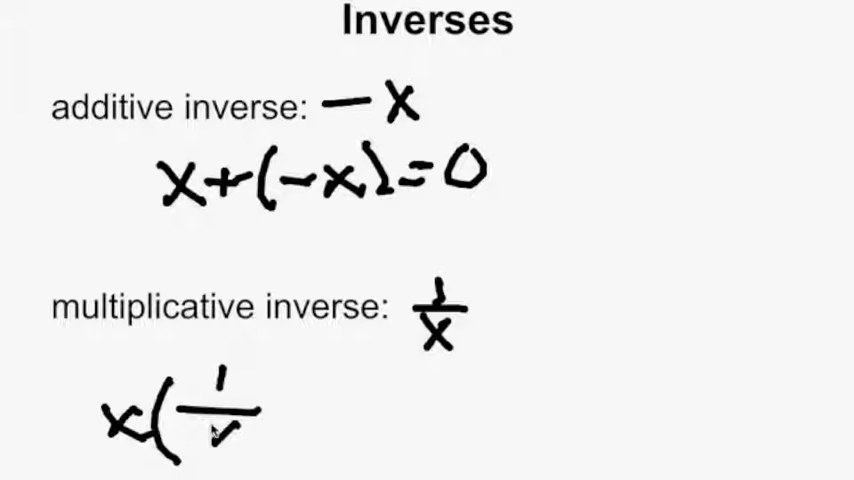 Inverses
additive inverse: -x
x+(-x)=0
multiplicative inverse: 1/x
x(1/